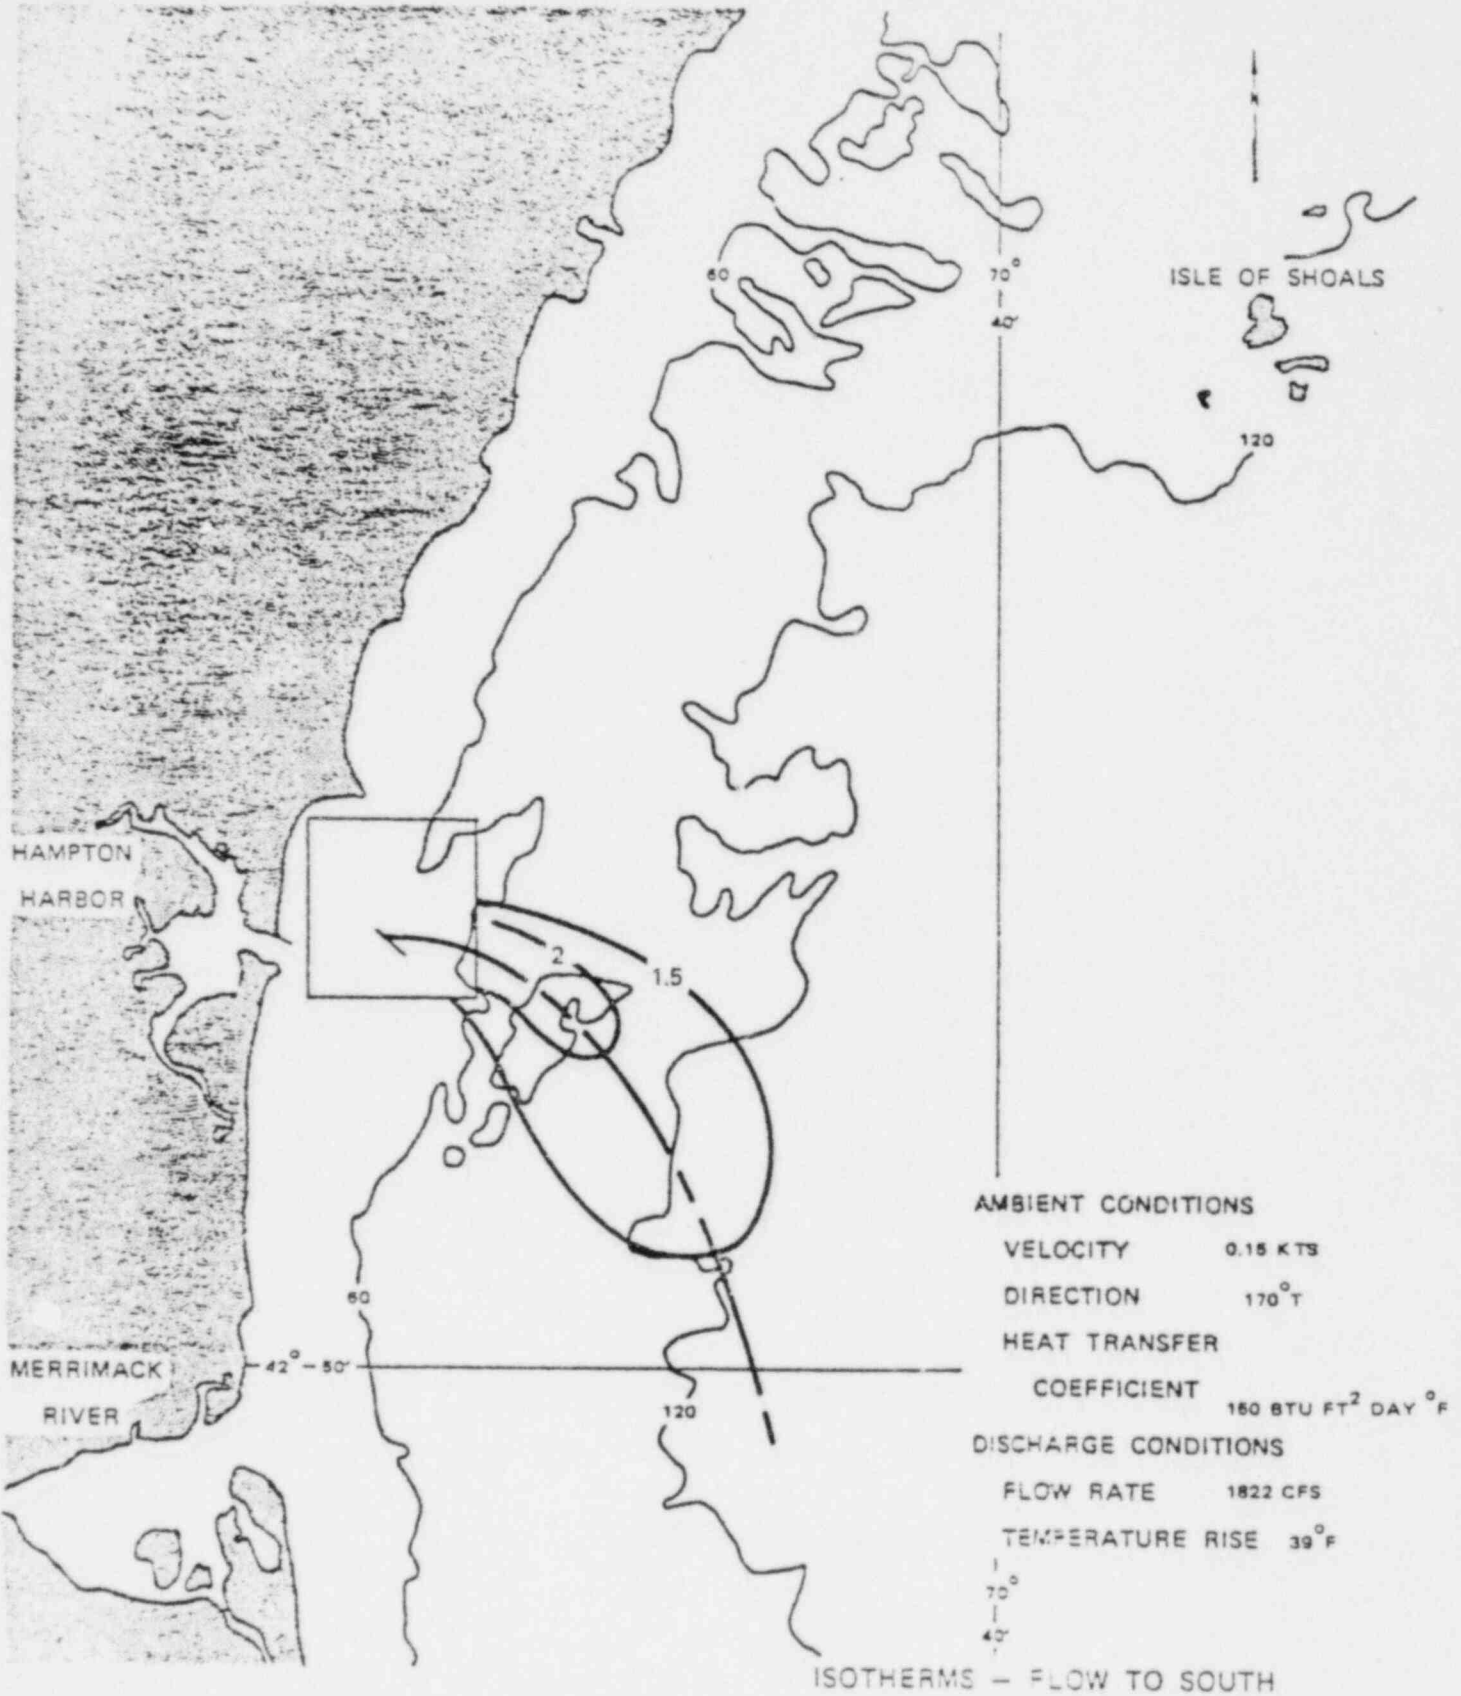 N
60
70°
40'
ISLE OF SHOALS
120
HAMPTON
HARBOR
2
1.5
AMBIENT CONDITIONS
VELOCITY 0.15 KTS
60
DIRECTION 170°T
HEAT TRANSFER
MERRIMACK
RIVER
42° 50'
COEFFICIENT 150 BTU FT² DAY °F
120
DISCHARGE CONDITIONS
FLOW RATE 1822 CFS
TEMPERATURE RISE 39°F
70°
40'
ISOTHERMS — FLOW TO SOUTH